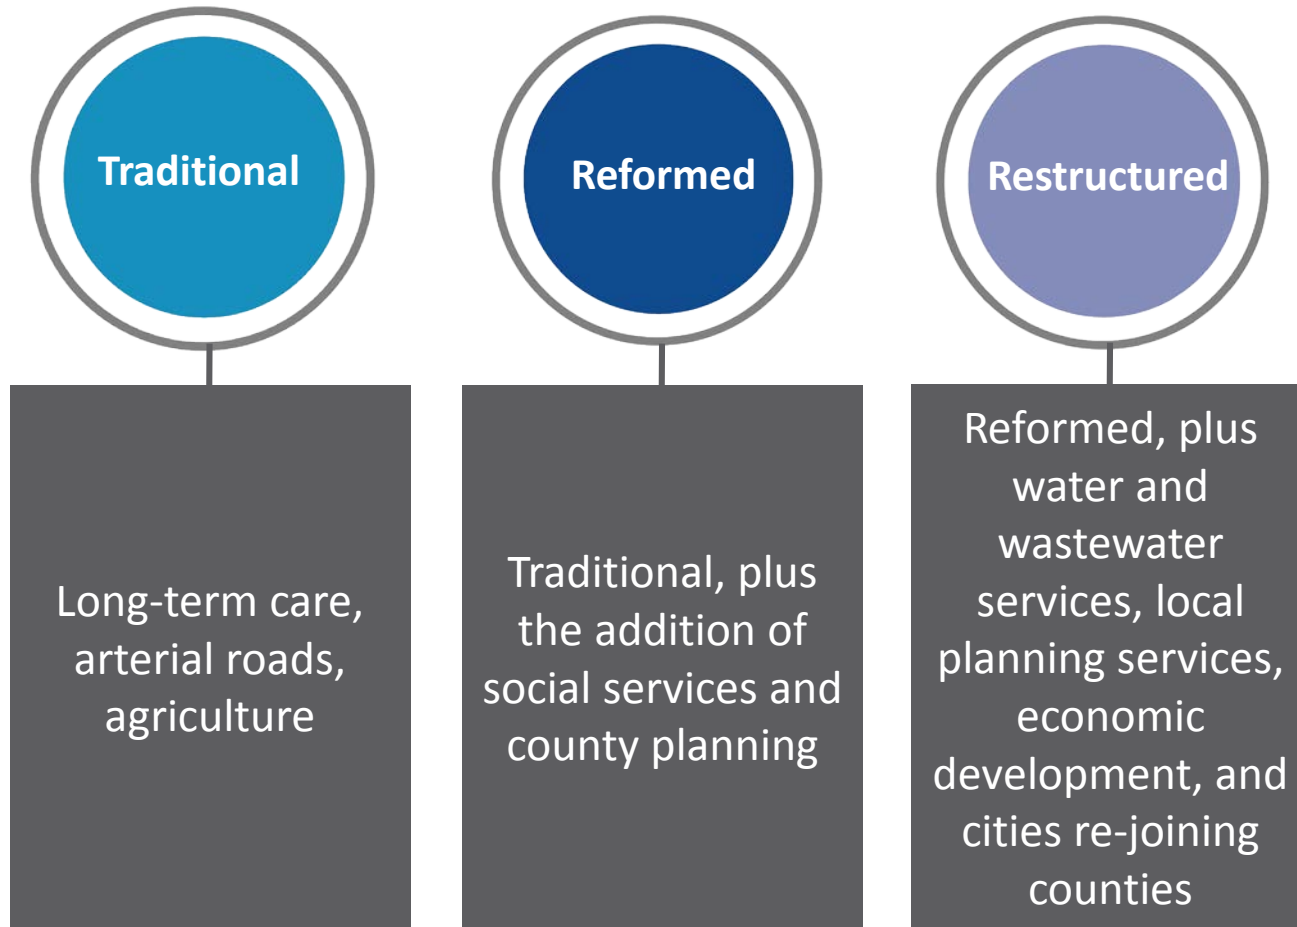 Traditional
Reformed
Restructured
Long-term care,
arterial roads,
agriculture
Traditional, plus
the addition of
social services and
county planning
Reformed, plus
water and
wastewater
services, local
planning services,
economic
development, and
cities re-joining
counties